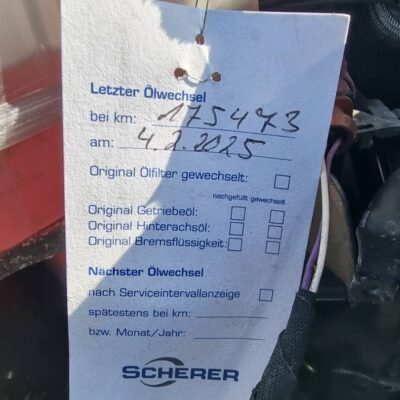 Letzter Ölwechsel
bei km: 175473
am: 4.2.2025
Original Ölfilter gewechselt:
nachgefüllt gewechselt
Original Getriebeöl:
Original Hinterachsöl:
Original Bremsflüssigkeit:
Nächster Ölwechsel
nach Serviceintervallanzeige
spätestens bei km:
bzw. Monat/Jahr:
SCHERER